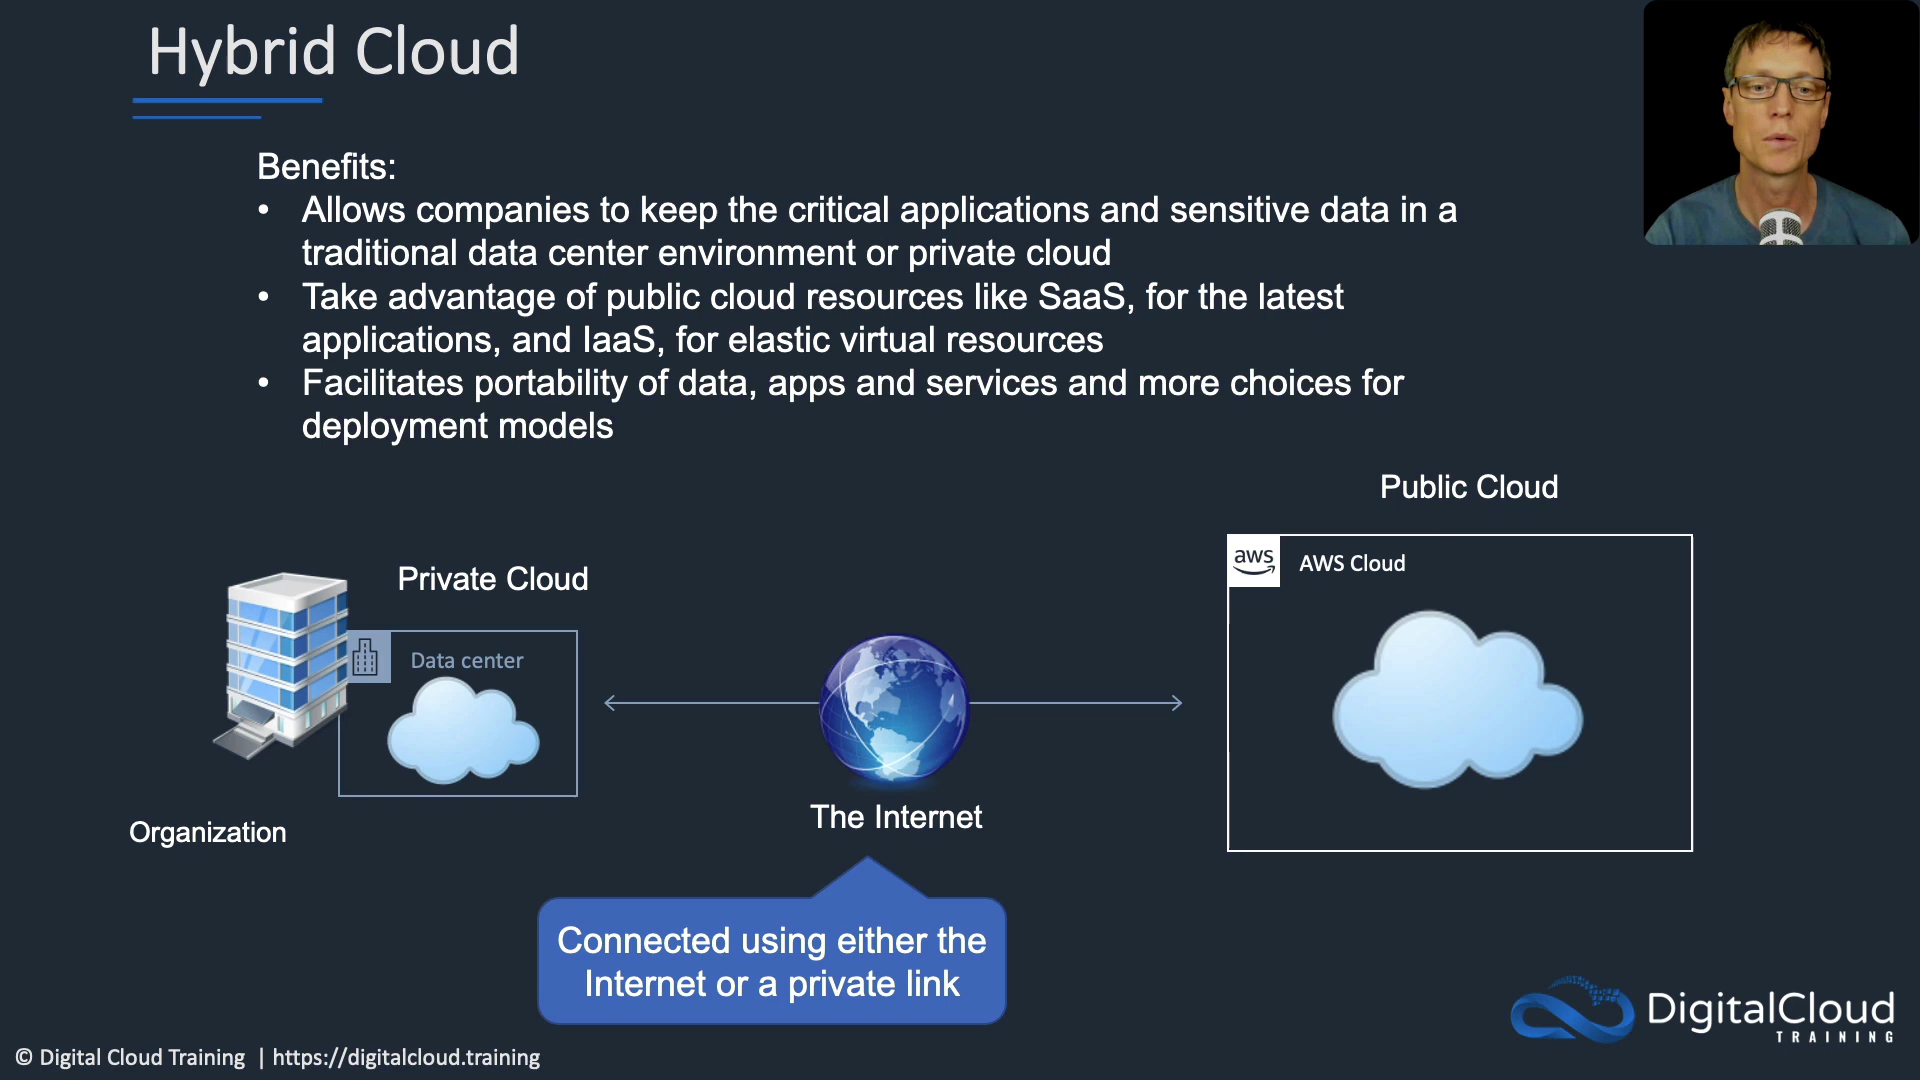 Hybrid Cloud
Benefits:
• Allows companies to keep the critical applications and sensitive data in a
traditional data center environment or private cloud
• Take advantage of public cloud resources like SaaS, for the latest
applications, and IaaS, for elastic virtual resources
• Facilitates portability of data, apps and services and more choices for
deployment models
Public Cloud
aws
AWS Cloud
Private Cloud
Data center
The Internet
Organization
Connected using either the
Internet or a private link
DigitalCloud
TRAINING
© Digital Cloud Training | https://digitalcloud.training